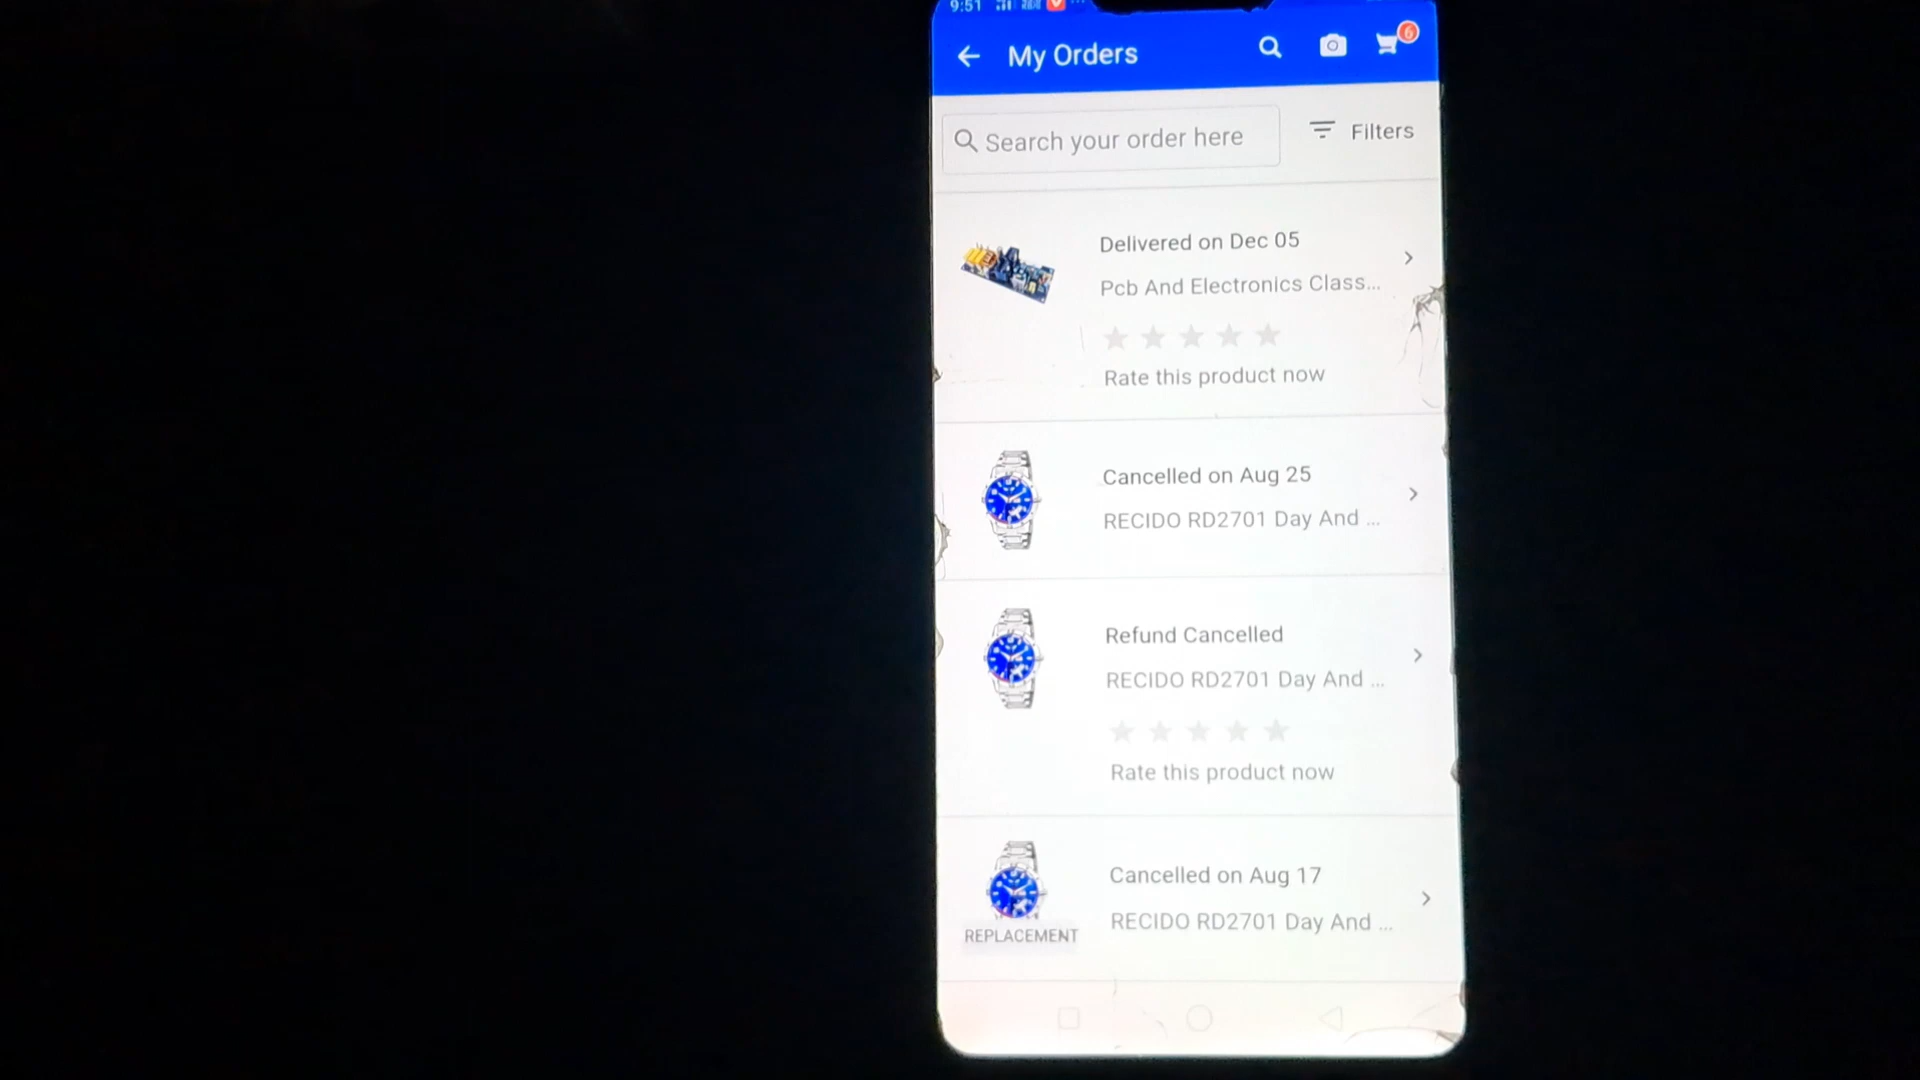 9:51
My Orders
6
Search your order here
Filters
Delivered on Dec 05
Pcb And Electronics Class...
Rate this product now
Cancelled on Aug 25
RECIDO RD2701 Day And ...
Refund Cancelled
RECIDO RD2701 Day And ...
Rate this product now
Cancelled on Aug 17
RECIDO RD2701 Day And ...
REPLACEMENT